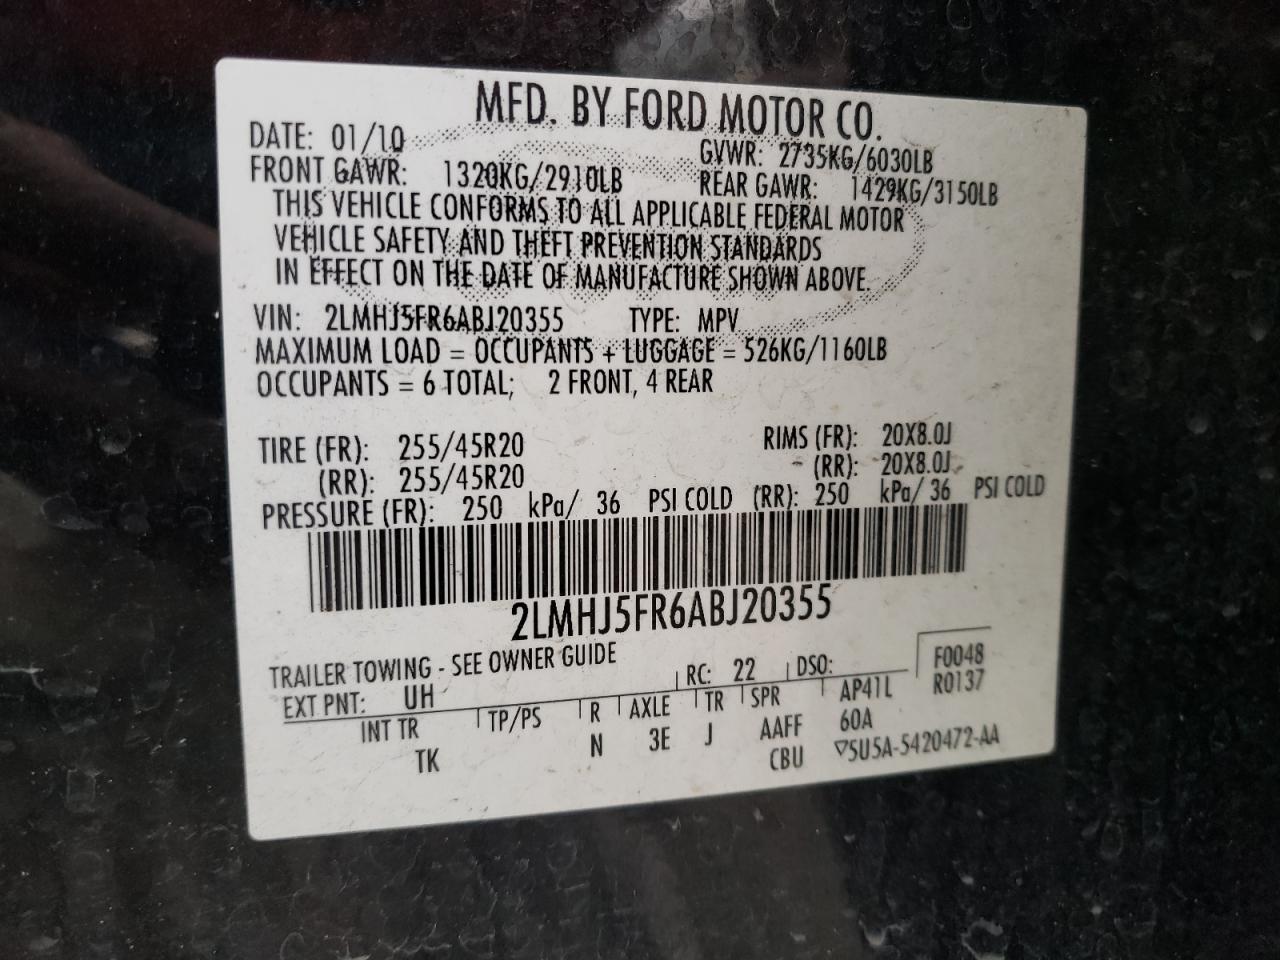 MFD. BY FORD MOTOR CO.
DATE: 01/10 GVWR: 2735KG/6030LB
FRONT GAWR: 1320KG/2910LB REAR GAWR: 1429KG/3150LB
THIS VEHICLE CONFORMS TO ALL APPLICABLE FEDERAL MOTOR
VEHICLE SAFETY AND THEFT PREVENTION STANDARDS
IN EFFECT ON THE DATE OF MANUFACTURE SHOWN ABOVE.
VIN: 2LMHJ5FR6ABJ20355 TYPE: MPV
MAXIMUM LOAD = OCCUPANTS + LUGGAGE = 526KG/1160LB
OCCUPANTS = 6 TOTAL; 2 FRONT, 4 REAR
TIRE (FR): 255/45R20 RIMS (FR): 20X8.0J
(RR): 255/45R20 (RR): 20X8.0J
PRESSURE (FR): 250 kPa/ 36 PSI COLD (RR): 250 kPa/ 36 PSI COLD
2LMHJ5FR6ABJ20355
TRAILER TOWING - SEE OWNER GUIDE
EXT PNT: UH RC: 22 DSO: F0048
R0137
INT TR TP/PS R AXLE TR SPR AP41L
TK N 3E J AAFF 60A
CBU ▽5U5A-5420472-AA